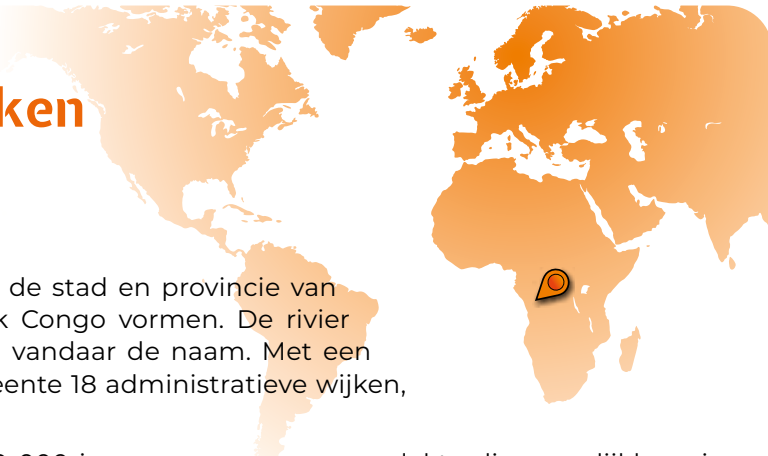 ken
de stad en provincie van
k Congo vormen. De rivier
vandaar de naam. Met een
eente 18 administratieve wijken,